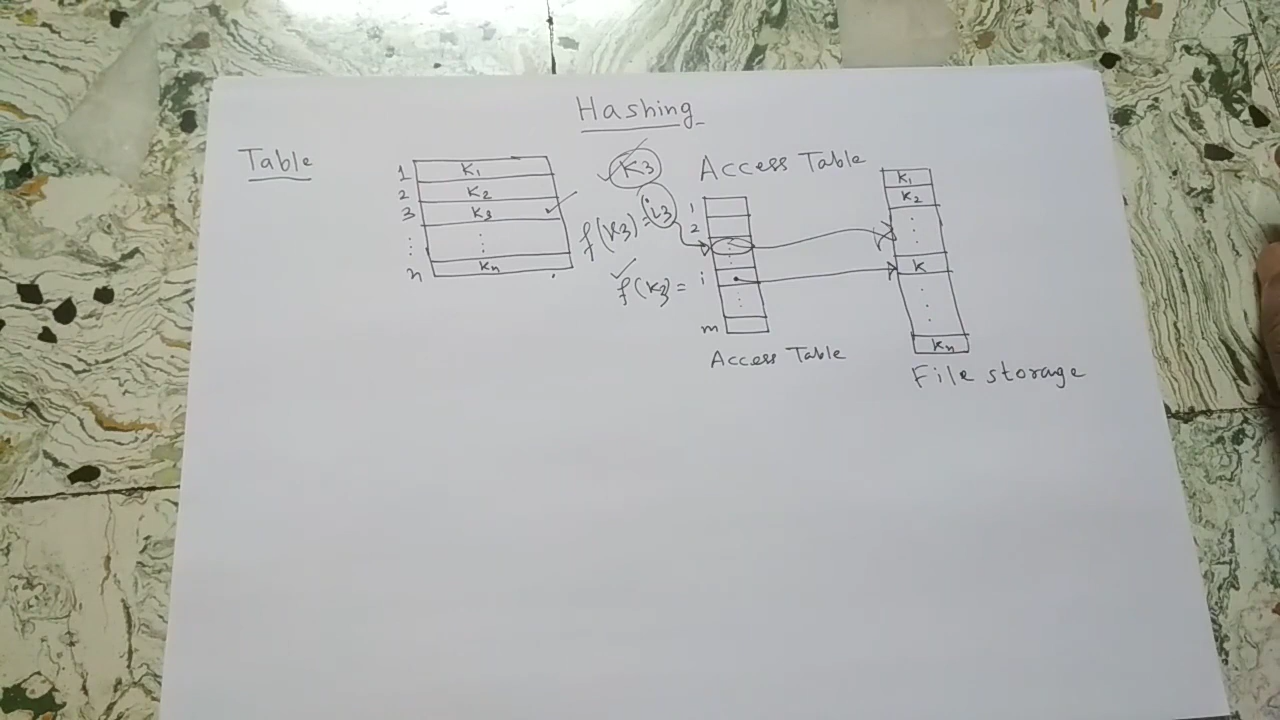 Hashing
Table
1 K1
2 K2
3 K3
n Kn
K3
f(K3) = i3
f(K3) =
Access Table
1
2
i
m
Access Table
K1
K2
K
Kn
File storage